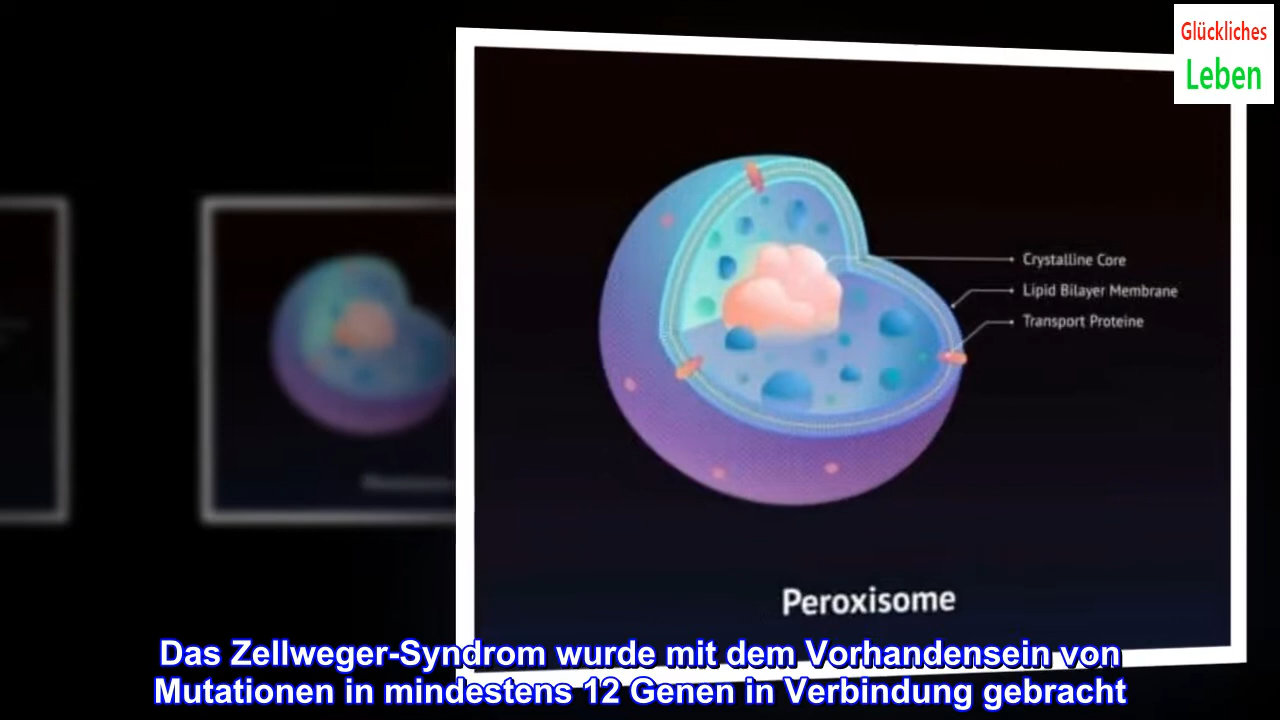 Glückliches
Leben
Crystalline Core
Lipid Bilayer Membrane
Transport Proteine
Peroxisome
Das Zellweger-Syndrom wurde mit dem Vorhandensein von
Mutationen in mindestens 12 Genen in Verbindung gebracht